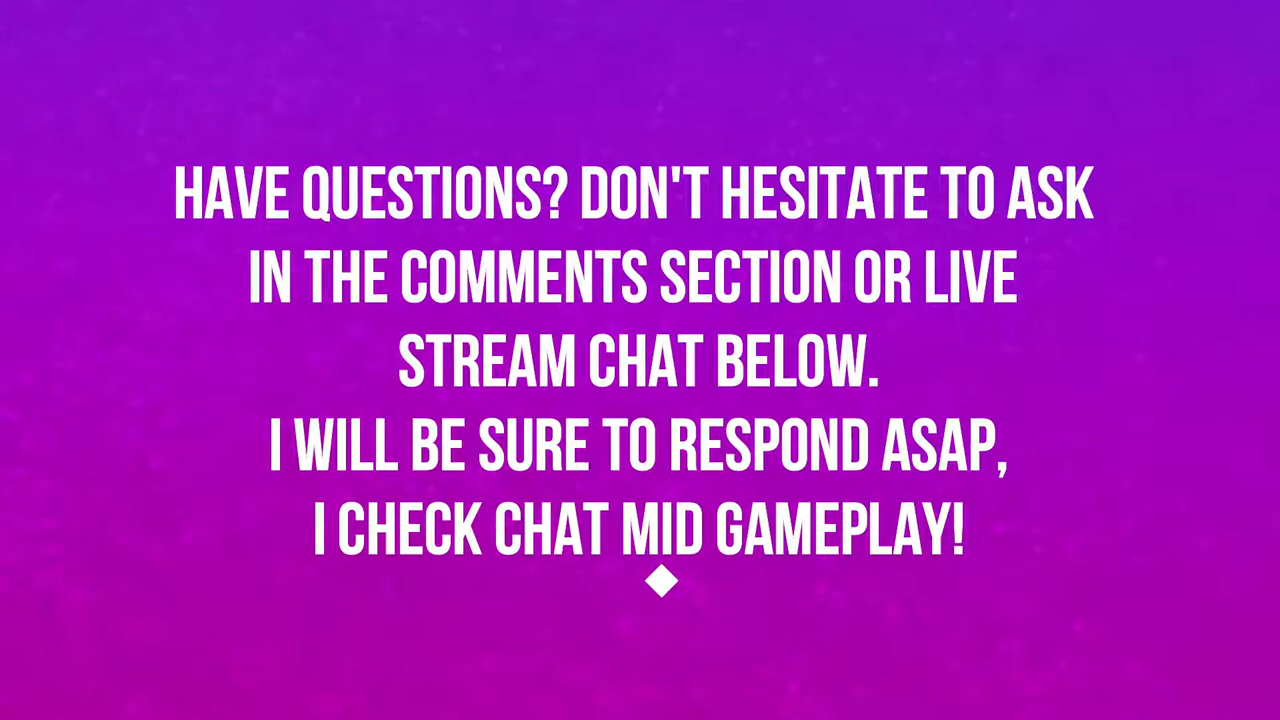 HAVE QUESTIONS? DON'T HESITATE TO ASK
IN THE COMMENTS SECTION OR LIVE
STREAM CHAT BELOW.
I WILL BE SURE TO RESPOND ASAP,
I CHECK CHAT MID GAMEPLAY!